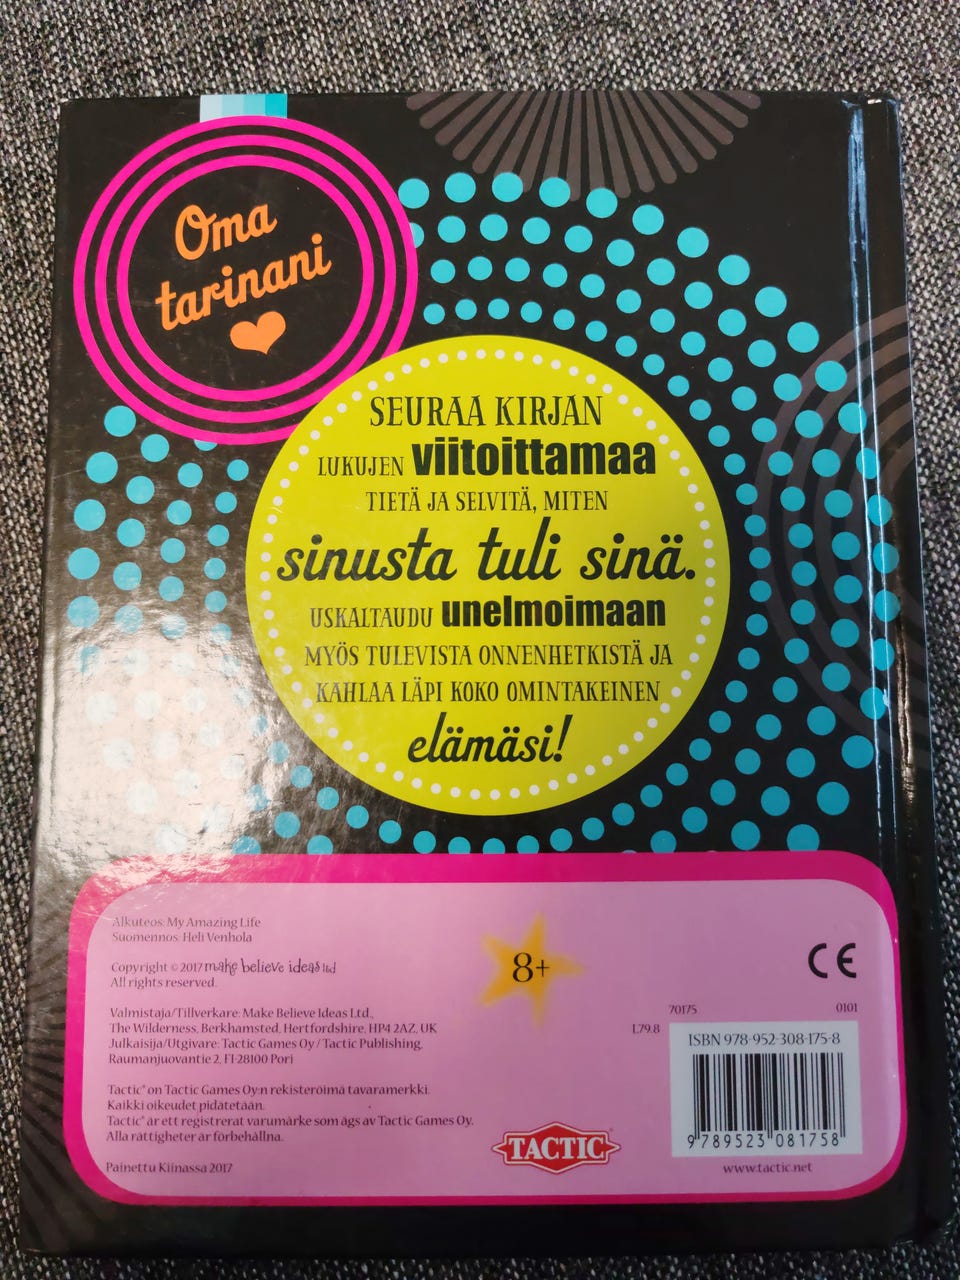 Oma
tarinani
SEURAA KIRJAN
LUKUJEN viitoittamaa
TIETÄ JA SELVITÄ, MITEN
sinusta tuli sinä.
USKALTAUDU unelmoimaan
MYÖS TULEVISTA ONNENHETKISTÄ JA
KAHLAA LÄPI KOKO OMINTAKEINEN
elämäsi!
Alkuteos: My Amazing Life
Suomennos: Heli Venhola
Copyright © 2017 make believe ideas ltd
All rights reserved.
Valmistaja/Tillverkare: Make Believe Ideas Ltd.,
The Wilderness, Berkhamsted, Hertfordshire, HP4 2AZ, UK
Julkaisija/Utgivare: Tactic Games Oy / Tactic Publishing,
Raumanjuovantie 2, FI-28100 Pori
Tactic® on Tactic Games Oy:n rekisteröimä tavaramerkki.
Kaikki oikeudet pidätetään.
Tactic® är ett registrerat varumärke som ägs av Tactic Games Oy.
Alla rättigheter är förbehållna.
Painettu Kiinassa 2017
8+
CE
70175 0101
L79.8
ISBN 978-952-308-175-8
9 789523 081758
www.tactic.net
TACTIC®